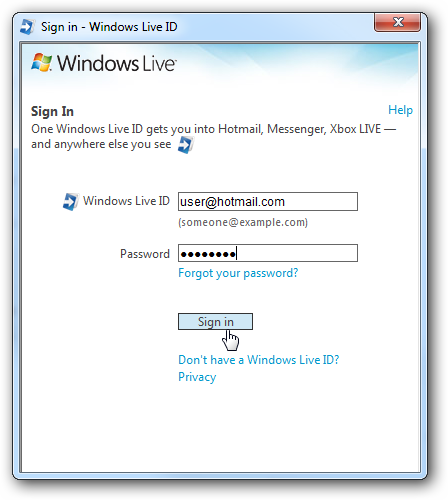 Sign in - Windows Live ID
Windows Live™
Sign In
Help
One Windows Live ID gets you into Hotmail, Messenger, Xbox LIVE —
and anywhere else you see
Windows Live ID
user@hotmail.com
(someone@example.com)
Password
●●●●●●●●
Forgot your password?
Sign in
Don't have a Windows Live ID?
Privacy